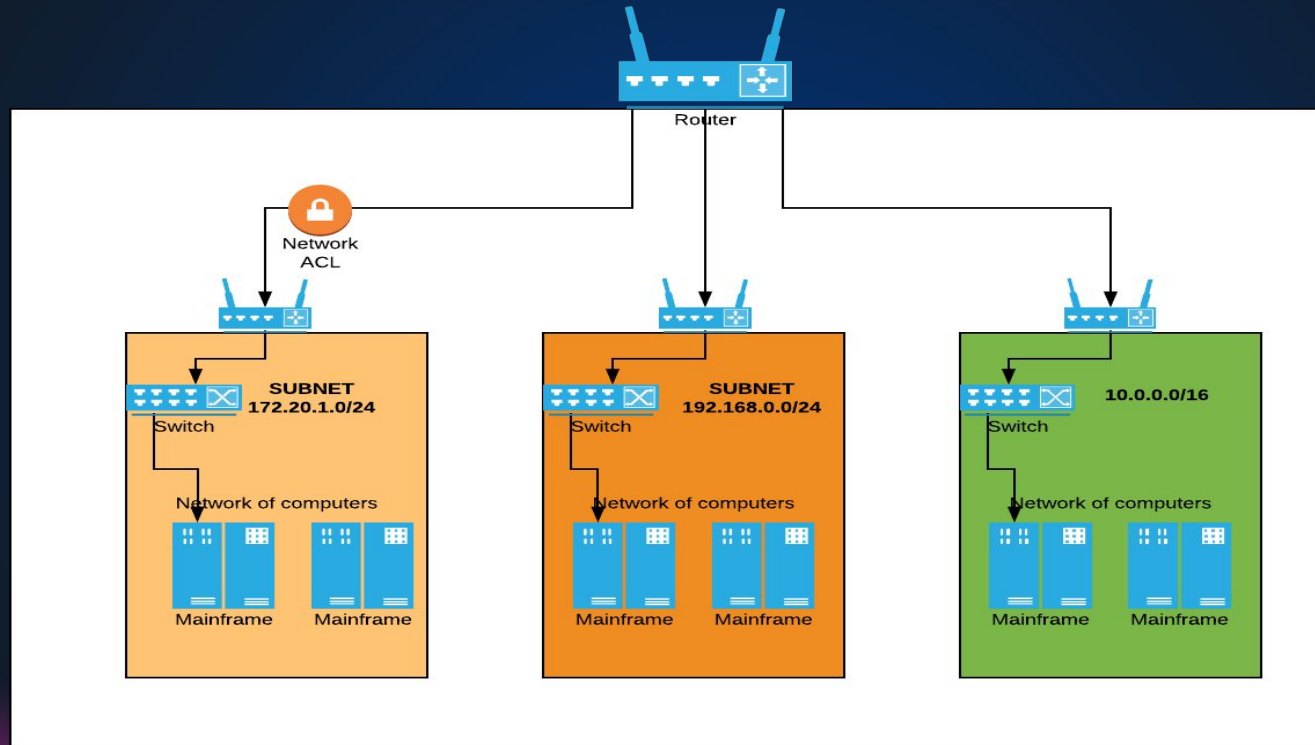 Router
Network
ACL
SUBNET
172.20.1.0/24
Switch
Network of computers
Mainframe
Mainframe
SUBNET
192.168.0.0/24
Switch
Network of computers
Mainframe
Mainframe
10.0.0.0/16
Switch
Network of computers
Mainframe
Mainframe